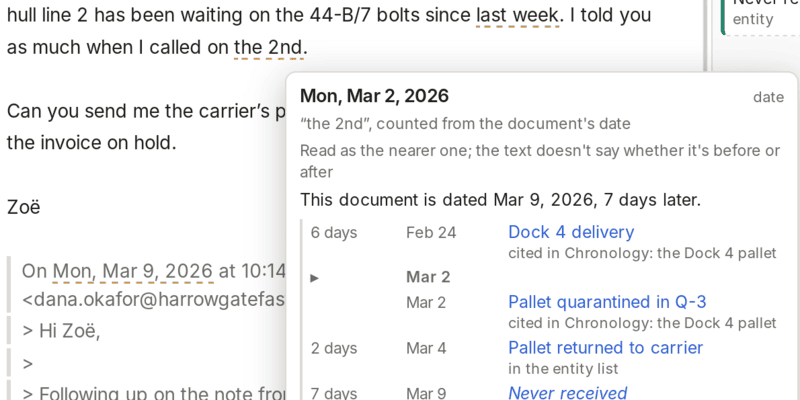 hull line 2 has been waiting on the 44-B/7 bolts since last week. I told you
as much when I called on the 2nd.
Can you send me the carrier's p
the invoice on hold.
Zoë
On Mon, Mar 9, 2026 at 10:14
<dana.okafor@harrowgatefas
> Hi Zoë,
>
> Following up on the note from
entity
Mon, Mar 2, 2026 date
“the 2nd”, counted from the document's date
Read as the nearer one; the text doesn't say whether it's before or
after
This document is dated Mar 9, 2026, 7 days later.
6 days Feb 24 Dock 4 delivery
cited in Chronology: the Dock 4 pallet
▸ Mar 2
Mar 2 Pallet quarantined in Q-3
cited in Chronology: the Dock 4 pallet
2 days Mar 4 Pallet returned to carrier
in the entity list
7 days Mar 9 Never received